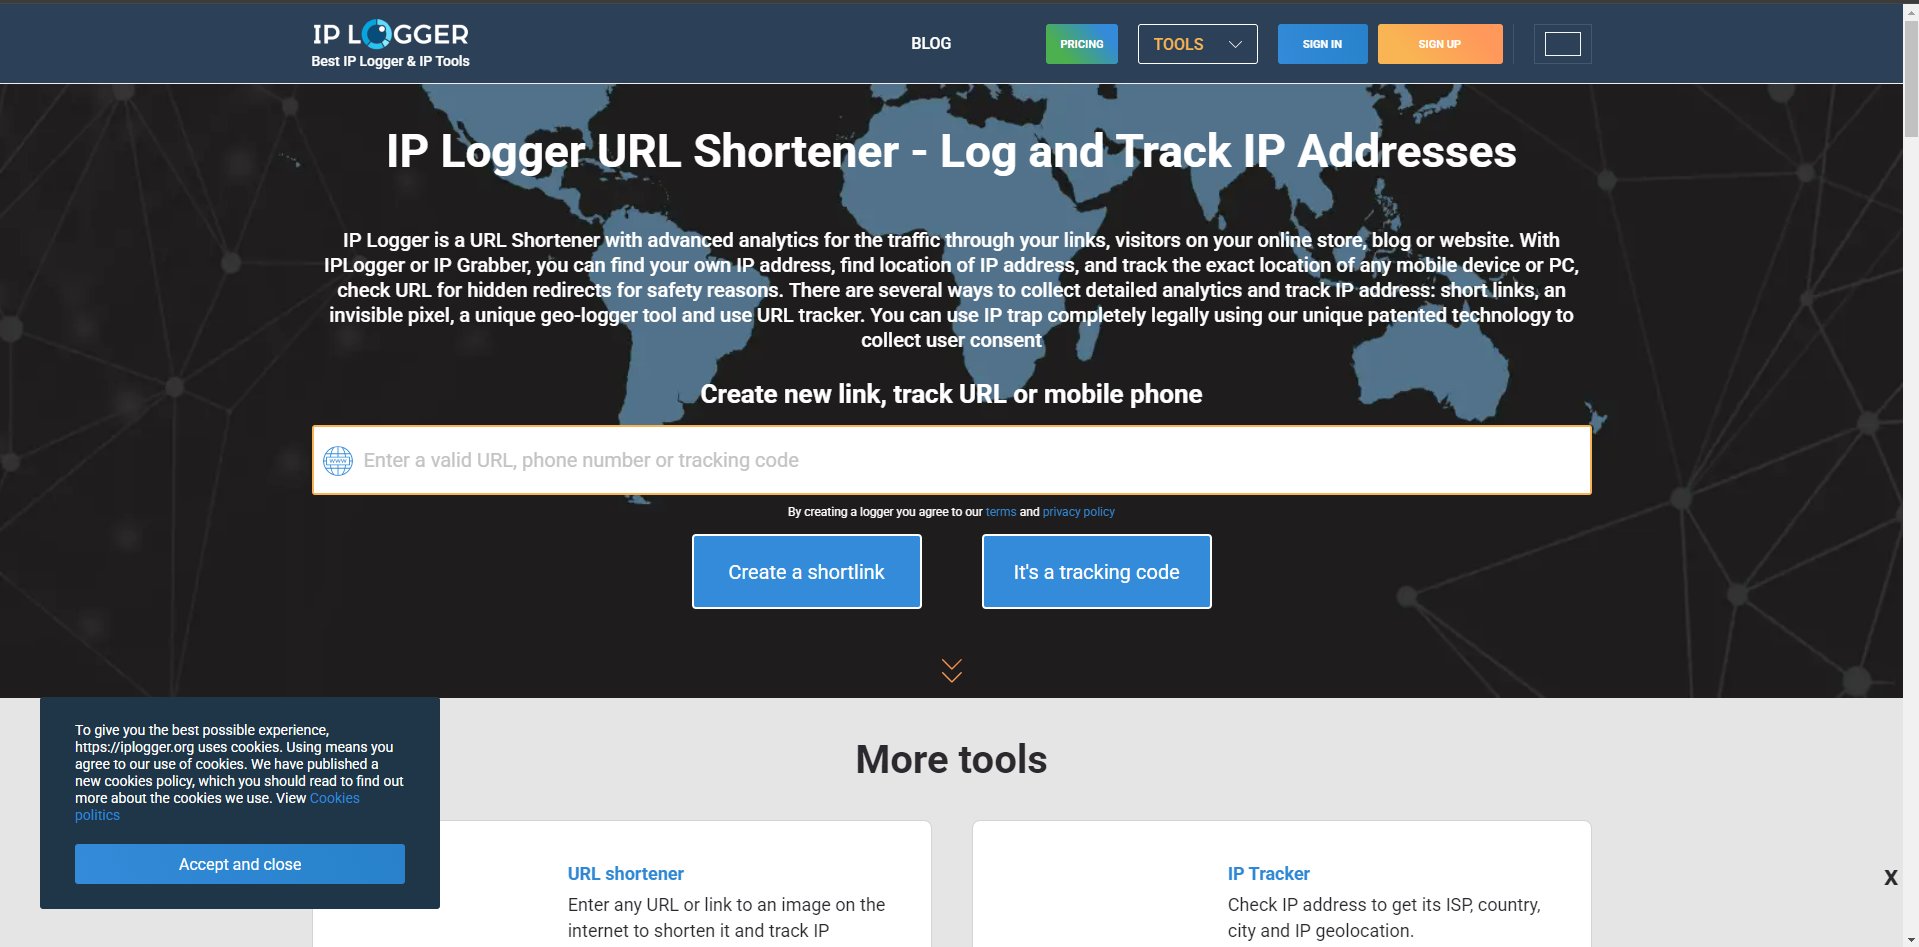 IP LOGGER
Best IP Logger & IP Tools
BLOG
PRICING
TOOLS
SIGN IN
SIGN UP
IP Logger URL Shortener - Log and Track IP Addresses
IP Logger is a URL Shortener with advanced analytics for the traffic through your links, visitors on your online store, blog or website. With
IPLogger or IP Grabber, you can find your own IP address, find location of IP address, and track the exact location of any mobile device or PC,
check URL for hidden redirects for safety reasons. There are several ways to collect detailed analytics and track IP address: short links, an
invisible pixel, a unique geo-logger tool and use URL tracker. You can use IP trap completely legally using our unique patented technology to
collect user consent
Create new link, track URL or mobile phone
www
Enter a valid URL, phone number or tracking code
By creating a logger you agree to our terms and privacy policy
Create a shortlink
It's a tracking code
To give you the best possible experience,
https://iplogger.org uses cookies. Using means you
agree to our use of cookies. We have published a
new cookies policy, which you should read to find out
more about the cookies we use. View Cookies
politics
Accept and close
More tools
URL shortener
Enter any URL or link to an image on the
internet to shorten it and track IP
IP Tracker
Check IP address to get its ISP, country,
city and IP geolocation.
X